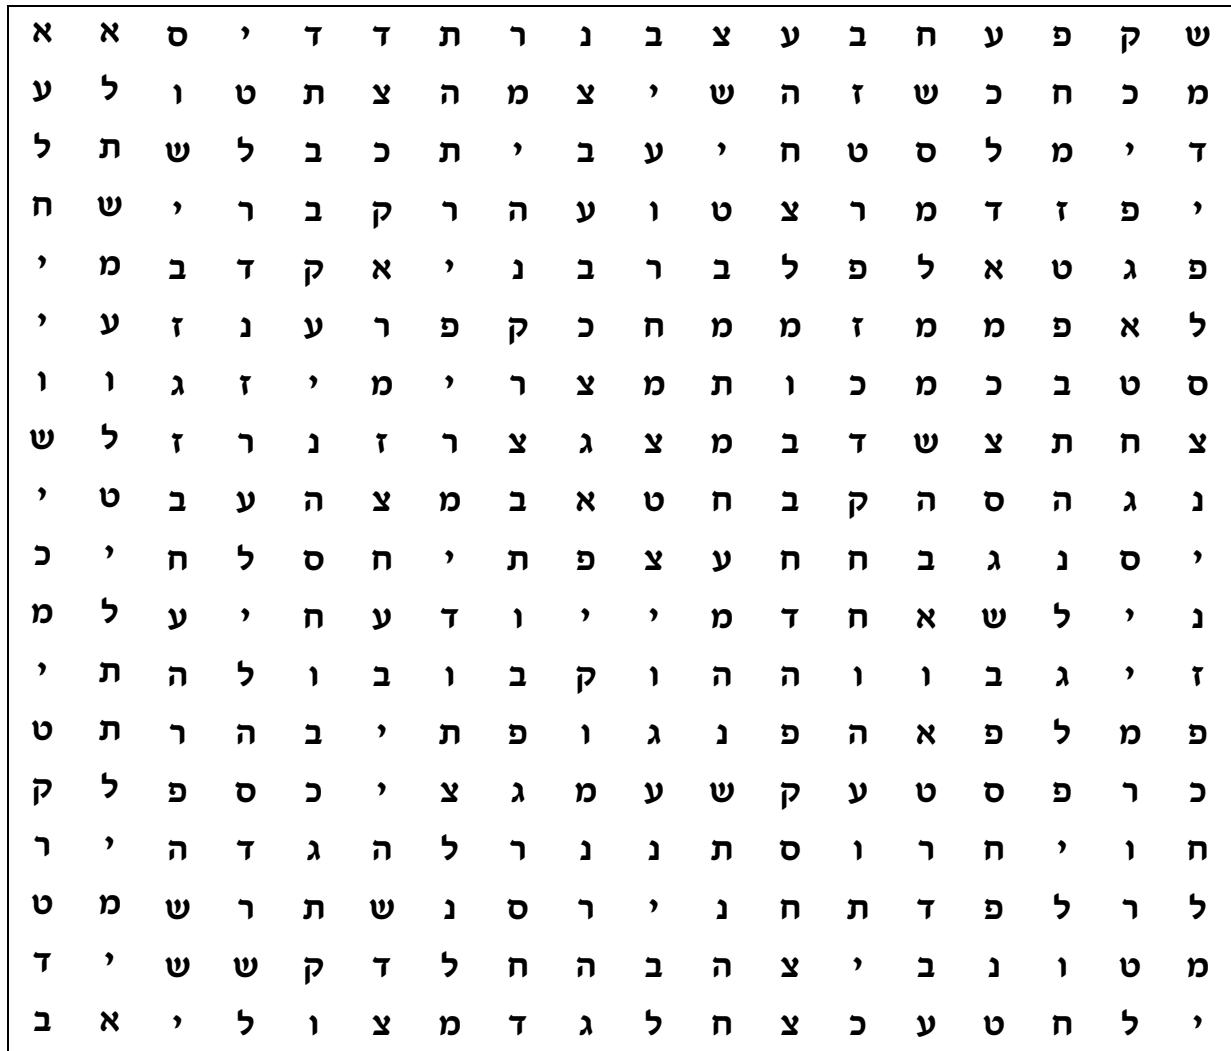 ש ק פ ע ח ב ע צ ב נ ר ת ד ד י ס א א
מ כ ח כ ש ז ה ש י צ מ ה צ ת ט ו ל ע
ד י מ ל ס ט ח י ע ב י ת כ ב ל ש ת ל
י פ ז ד מ ר צ ט ו ע ה ר ק ב ר י ש ח
פ ג ט א ל פ ל ב ר ב נ י א ק ד ב מ י
ל א פ מ מ ז מ מ ח כ ק פ ר ע נ ז ע י
ס ט ב כ מ כ ו ת מ צ ר י מ י ז ג ו ו
צ ח ת צ ש ד ב מ צ ג צ ר ז נ ר ז ל ש
נ ג ה ס ה ק ב ח ט א ב מ צ ה ע ב ט י
י ס נ ג ב ח ח ע צ פ ת י ח ס ל ח י כ
נ י ל ש א ח ד מ י י ו ד ע ח י ע ל מ
ז י ג ב ו ו ה ה ו ק ב ו ב ו ל ה ת י
פ מ ל פ א ה פ נ ג ו פ ת י ב ה ר ת ט
כ ר פ ס ט ע ק ש ע מ ג צ י כ ס פ ל ק
ח ו י ח ר ו ס ת נ נ ר ל ה ג ד ה י ר
ל ר ל פ ד ת ח נ י ר ס נ ש ת ר ש מ ט
מ ט ו נ ב י צ ה ב ה ח ל ד ק ש ש י ד
י ל ח ט ע כ צ ח ל ג ד מ צ ו ל י א ב